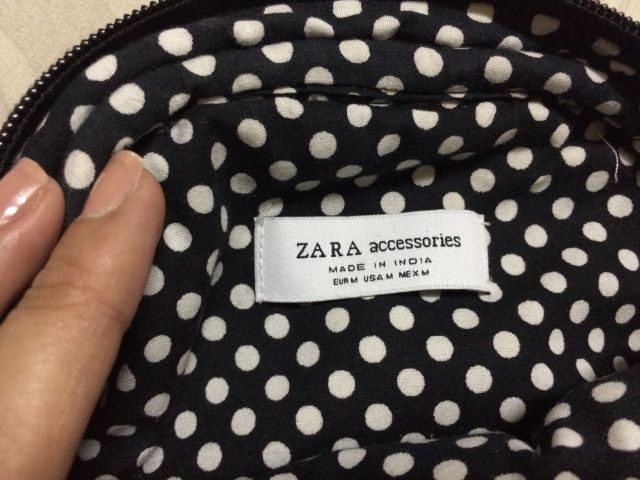 ZARA accessories
MADE IN INDIA
EUR M USA M MEX M